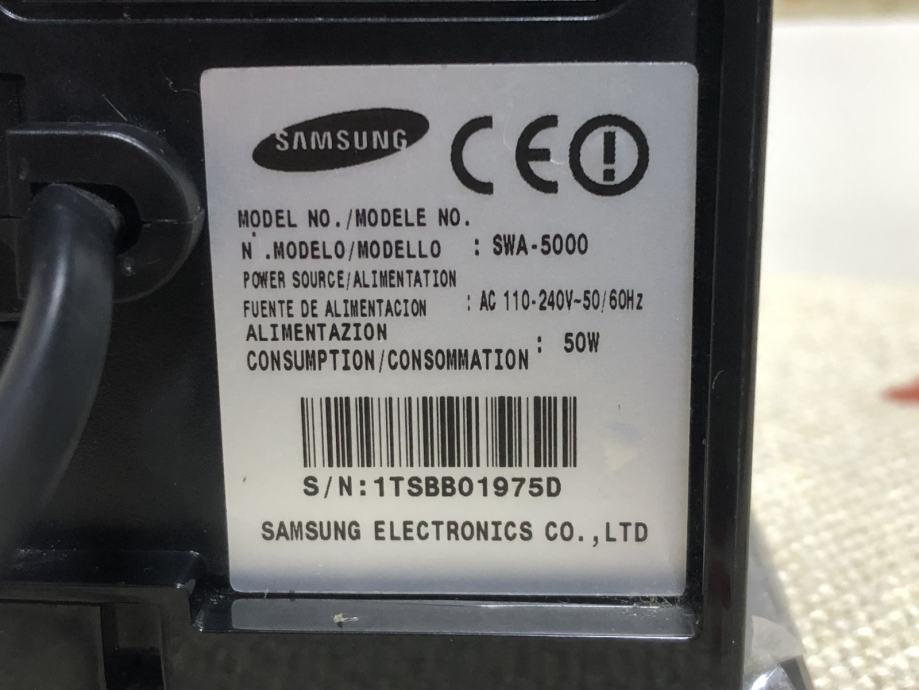 SAMSUNG CE
MODEL NO./MODELE NO.
N°.MODELO/MODELLO : SWA-5000
POWER SOURCE/ALIMENTATION
FUENTE DE ALIMENTACION : AC 110-240V~50/60Hz
ALIMENTAZION
CONSUMPTION/CONSOMMATION : 50W
S/N:1TSBB01975D
SAMSUNG ELECTRONICS CO.,LTD